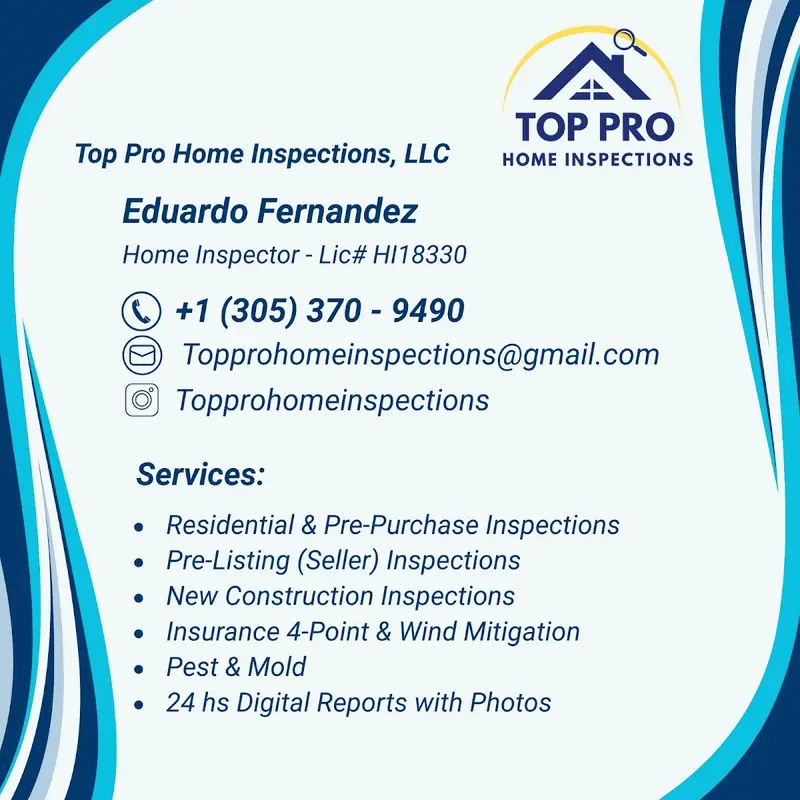 TOP PRO
HOME INSPECTIONS
Top Pro Home Inspections, LLC
Eduardo Fernandez
Home Inspector - Lic# HI18330
+1 (305) 370 - 9490
Topprohomeinspections@gmail.com
Topprohomeinspections
Services:
• Residential & Pre-Purchase Inspections
• Pre-Listing (Seller) Inspections
• New Construction Inspections
• Insurance 4-Point & Wind Mitigation
• Pest & Mold
• 24 hs Digital Reports with Photos